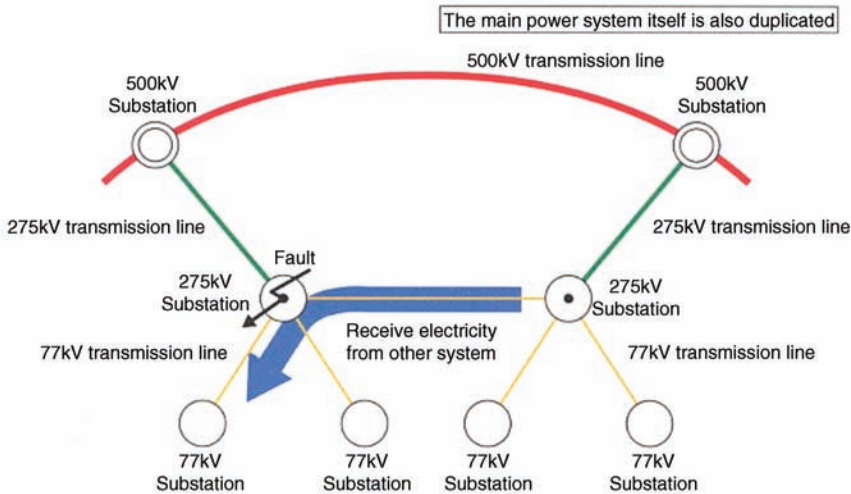 The main power system itself is also duplicated
500kV transmission line
500kV
Substation
500kV
Substation
275kV transmission line
275kV transmission line
Fault
275kV
Substation
275kV
Substation
Receive electricity
from other system
77kV transmission line
77kV transmission line
77kV
Substation
77kV
Substation
77kV
Substation
77kV
Substation